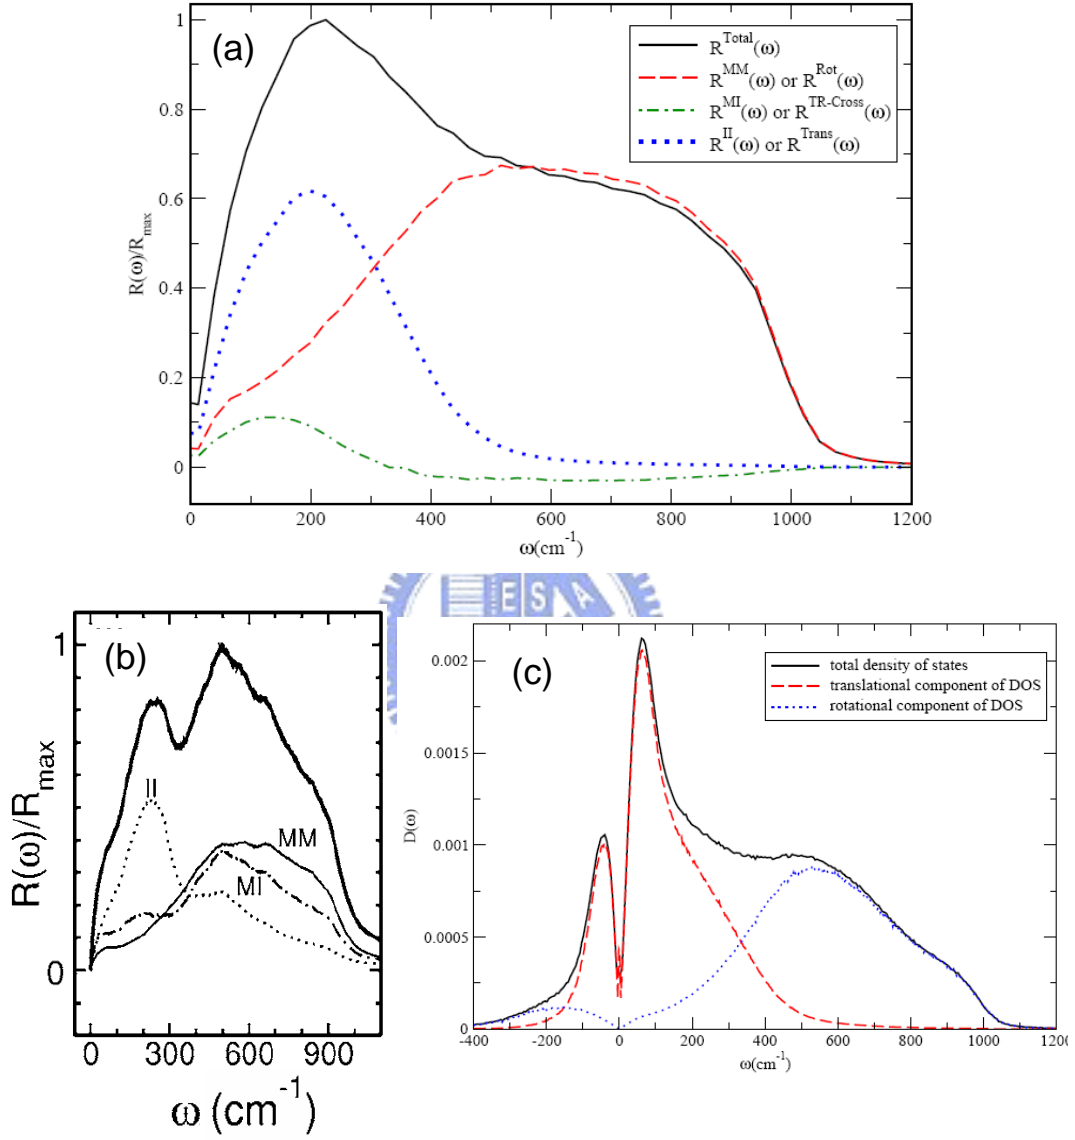 (a)
R^Total(ω)
R^MM(ω) or R^Rot(ω)
R^MI(ω) or R^TR-Cross(ω)
R^II(ω) or R^Trans(ω)
1
0.8
0.6
0.4
0.2
0
R(ω)/R_max
0 200 400 600 800 1000 1200
ω(cm^-1)
ESA
(b)
1
0
R(ω)/R_max
II
MM
MI
0 300 600 900
ω (cm^-1)
(c)
total density of states
translational component of DOS
rotational component of DOS
0.002
0.0015
0.001
0.0005
0
D(ω)
-400 -200 0 200 400 600 800 1000 1200
ω(cm^-1)